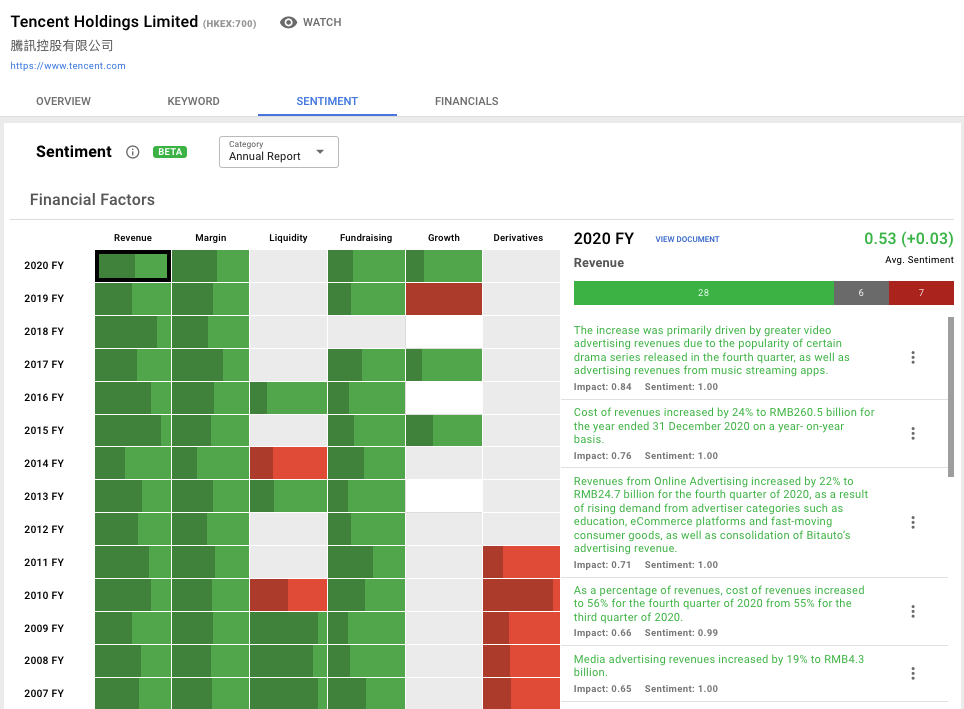 Tencent Holdings Limited (HKEX:700) WATCH
騰訊控股有限公司
https://www.tencent.com
OVERVIEW KEYWORD SENTIMENT FINANCIALS
Sentiment BETA
Category
Annual Report
Financial Factors
Revenue Margin Liquidity Fundraising Growth Derivatives
2020 FY
2019 FY
2018 FY
2017 FY
2016 FY
2015 FY
2014 FY
2013 FY
2012 FY
2011 FY
2010 FY
2009 FY
2008 FY
2007 FY
2020 FY VIEW DOCUMENT 0.53 (+0.03)
Revenue Avg. Sentiment
28 6 7
The increase was primarily driven by greater video
advertising revenues due to the popularity of certain
drama series released in the fourth quarter, as well as
advertising revenues from music streaming apps.
Impact: 0.84 Sentiment: 1.00
Cost of revenues increased by 24% to RMB260.5 billion for
the year ended 31 December 2020 on a year- on-year
basis.
Impact: 0.76 Sentiment: 1.00
Revenues from Online Advertising increased by 22% to
RMB24.7 billion for the fourth quarter of 2020, as a result
of rising demand from advertiser categories such as
education, eCommerce platforms and fast-moving
consumer goods, as well as consolidation of Bitauto’s
advertising revenue.
Impact: 0.71 Sentiment: 1.00
As a percentage of revenues, cost of revenues increased
to 56% for the fourth quarter of 2020 from 55% for the
third quarter of 2020.
Impact: 0.66 Sentiment: 0.99
Media advertising revenues increased by 19% to RMB4.3
billion.
Impact: 0.65 Sentiment: 1.00